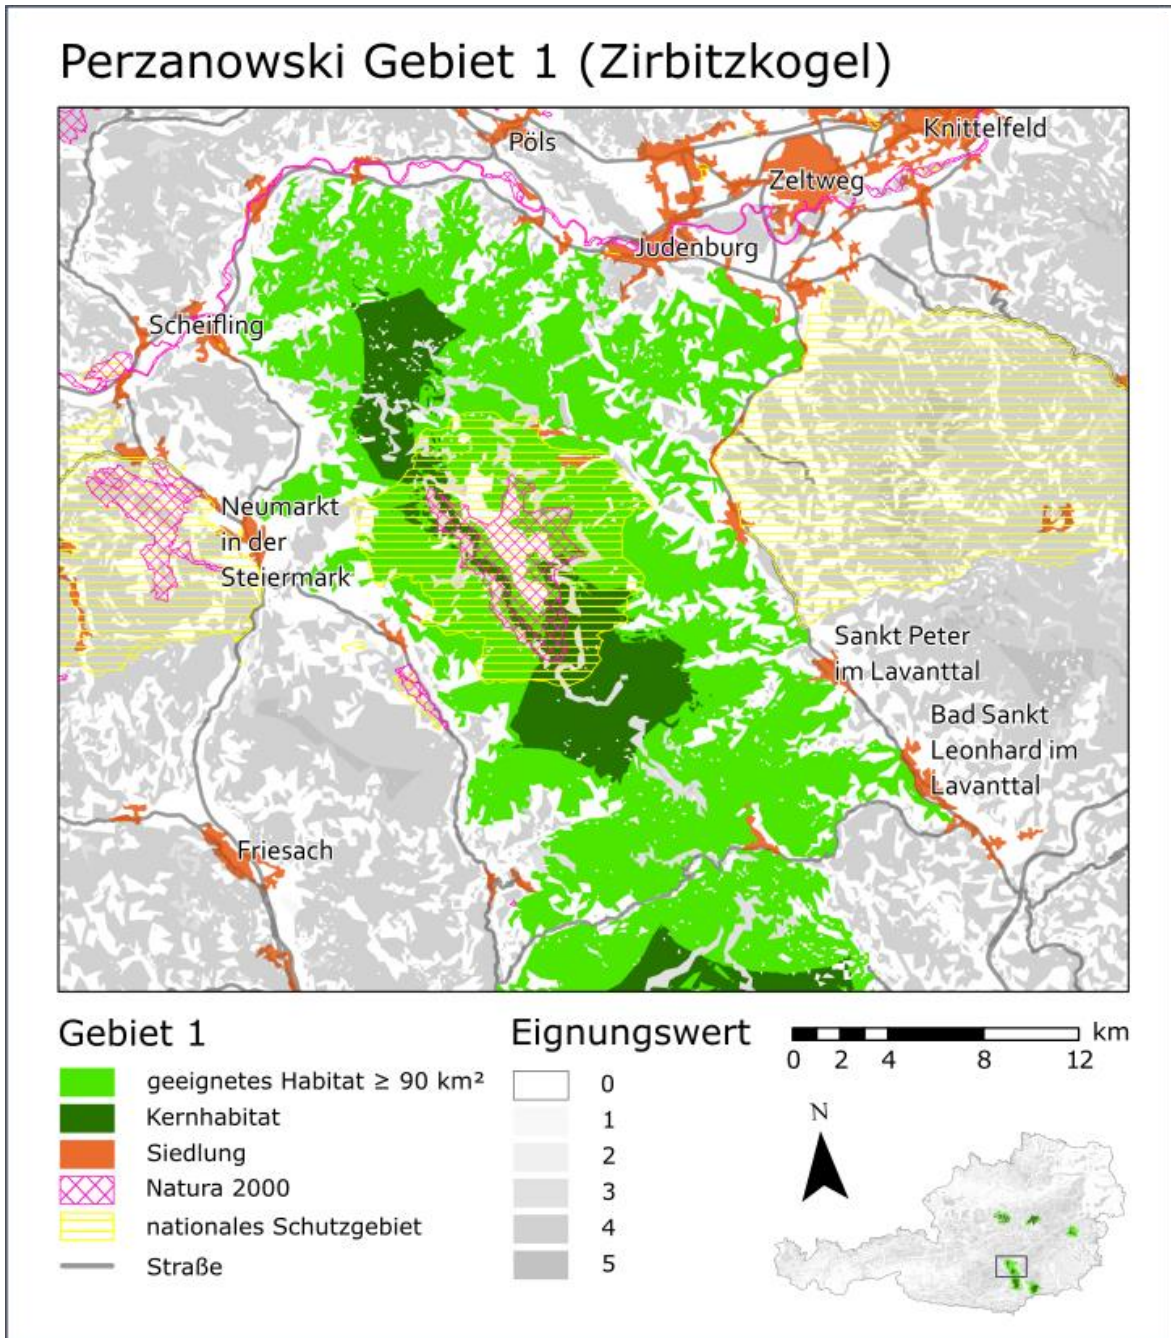 Perzanowski Gebiet 1 (Zirbitzkogel)
Knittelfeld
Pöls
Zeltweg
Judenburg
Scheifling
Neumarkt
in der
Steiermark
Sankt Peter
im Lavanttal
Bad Sankt
Leonhard im
Lavanttal
Friesach
Gebiet 1
geeignetes Habitat ≥ 90 km²
Kernhabitat
Siedlung
Natura 2000
nationales Schutzgebiet
Straße
Eignungswert
0
1
2
3
4
5
km
0 2 4 8 12
N